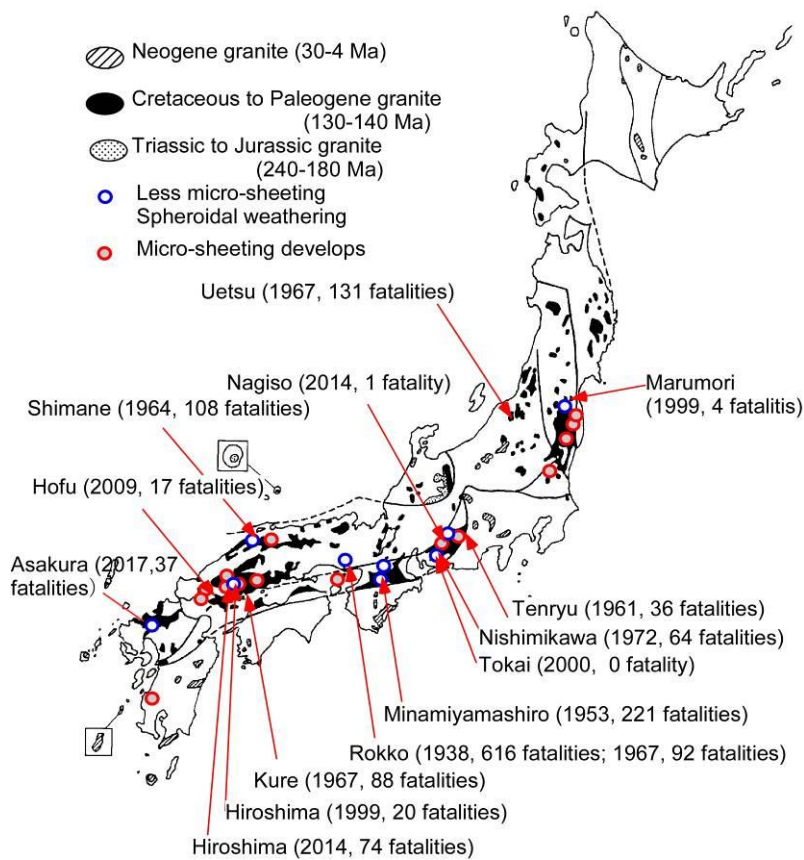 Neogene granite (30-4 Ma)
Cretaceous to Paleogene granite
(130-140 Ma)
Triassic to Jurassic granite
(240-180 Ma)
Less micro-sheeting
Spheroidal weathering
Micro-sheeting develops
Uetsu (1967, 131 fatalities)
Nagiso (2014, 1 fatality)
Marumori
(1999, 4 fatalitis)
Shimane (1964, 108 fatalities)
Hofu (2009, 17 fatalities)
Asakura (2017,37
fatalities)
Tenryu (1961, 36 fatalities)
Nishimikawa (1972, 64 fatalities)
Tokai (2000, 0 fatality)
Minamiyamashiro (1953, 221 fatalities)
Rokko (1938, 616 fatalities; 1967, 92 fatalities)
Kure (1967, 88 fatalities)
Hiroshima (1999, 20 fatalities)
Hiroshima (2014, 74 fatalities)